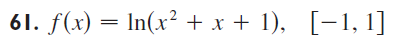 61. f(x) = ln(x² + x + 1), [−1, 1]